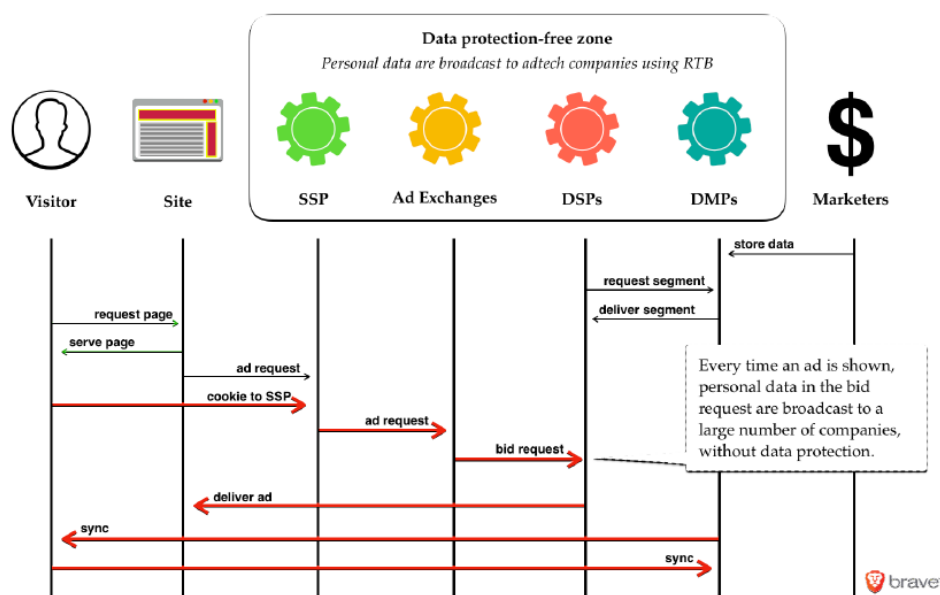 Data protection-free zone
Personal data are broadcast to adtech companies using RTB
$
Visitor
Site
SSP
Ad Exchanges
DSPs
DMPs
Marketers
store data
request segment
deliver segment
request page
serve page
ad request
cookie to SSP
ad request
bid request
Every time an ad is shown,
personal data in the bid
request are broadcast to a
large number of companies,
without data protection.
deliver ad
sync
sync
brave